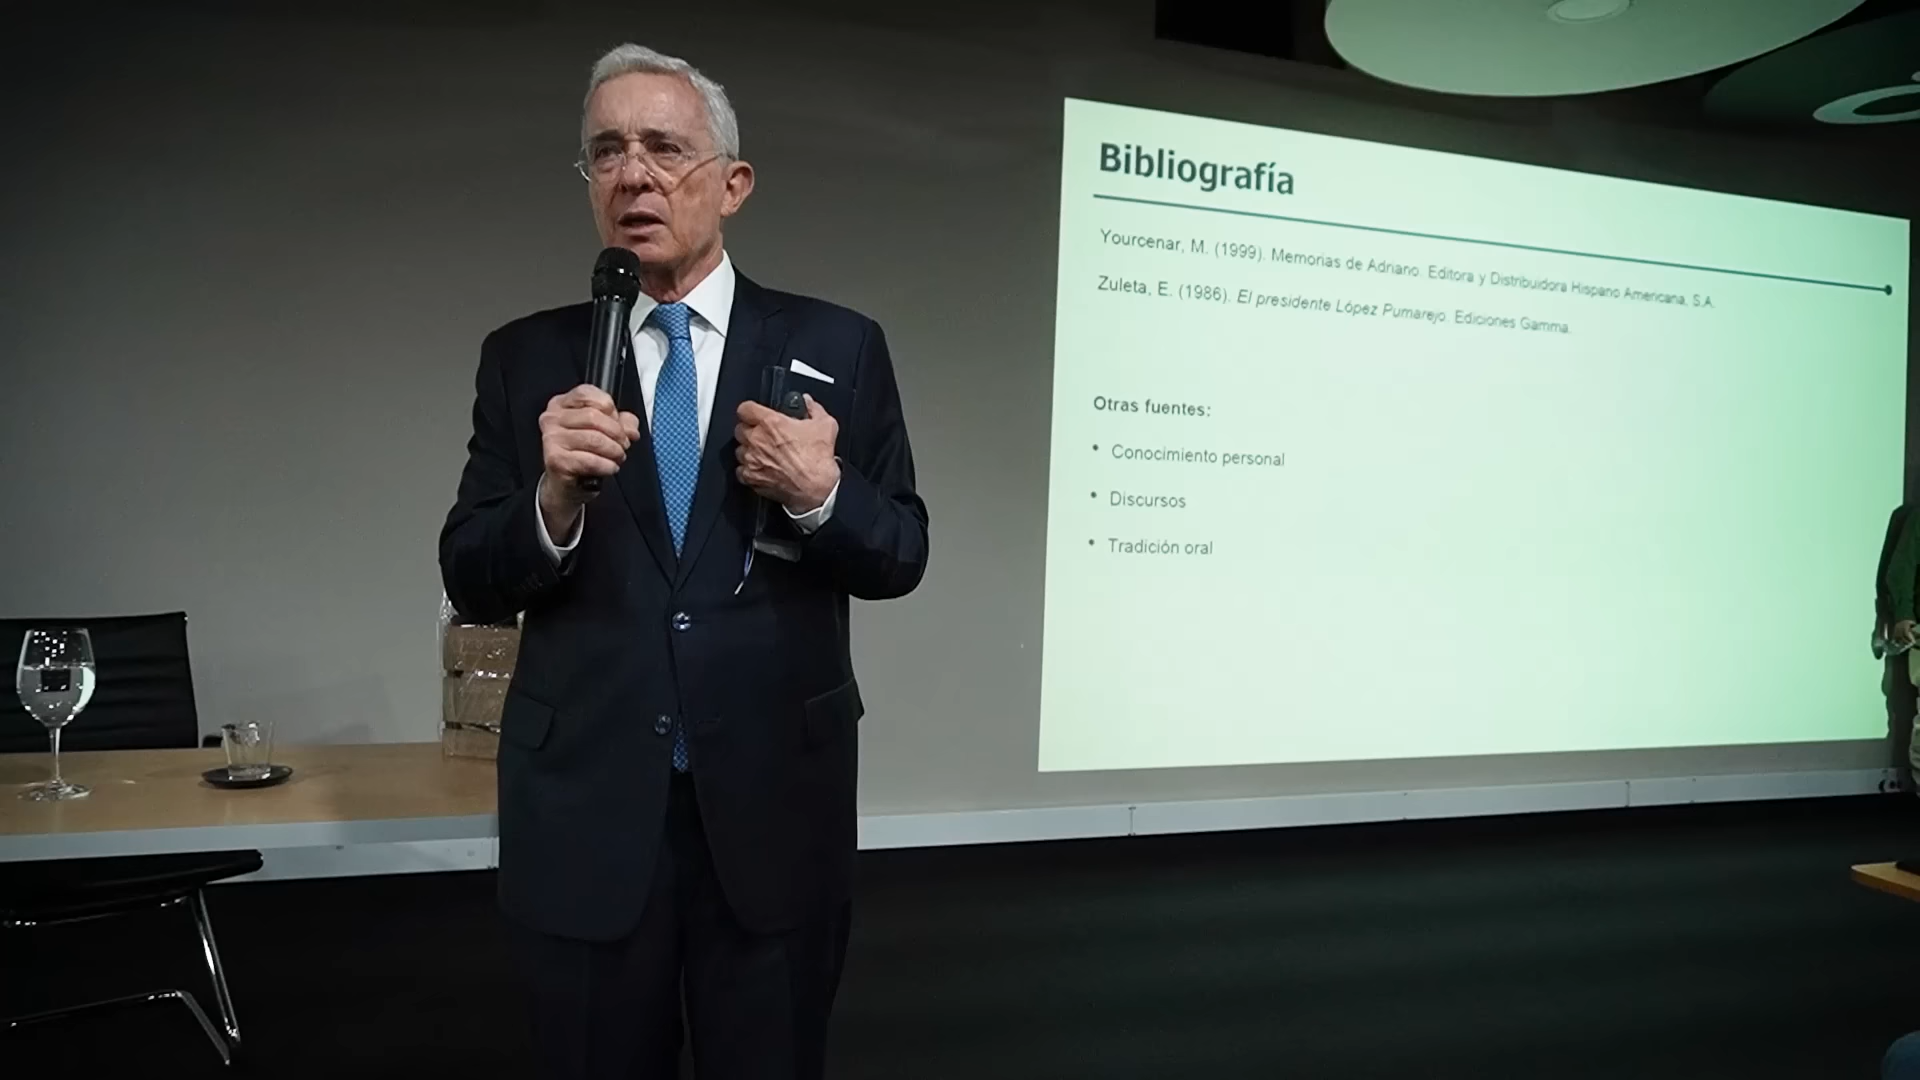 Bibliografía
Yourcenar, M. (1999). Memorias de Adriano. Editora y Distribuidora Hispano Americana, S.A.
Zuleta, E. (1986). El presidente López Pumarejo. Ediciones Gamma.
Otras fuentes:
• Conocimiento personal
• Discursos
• Tradición oral